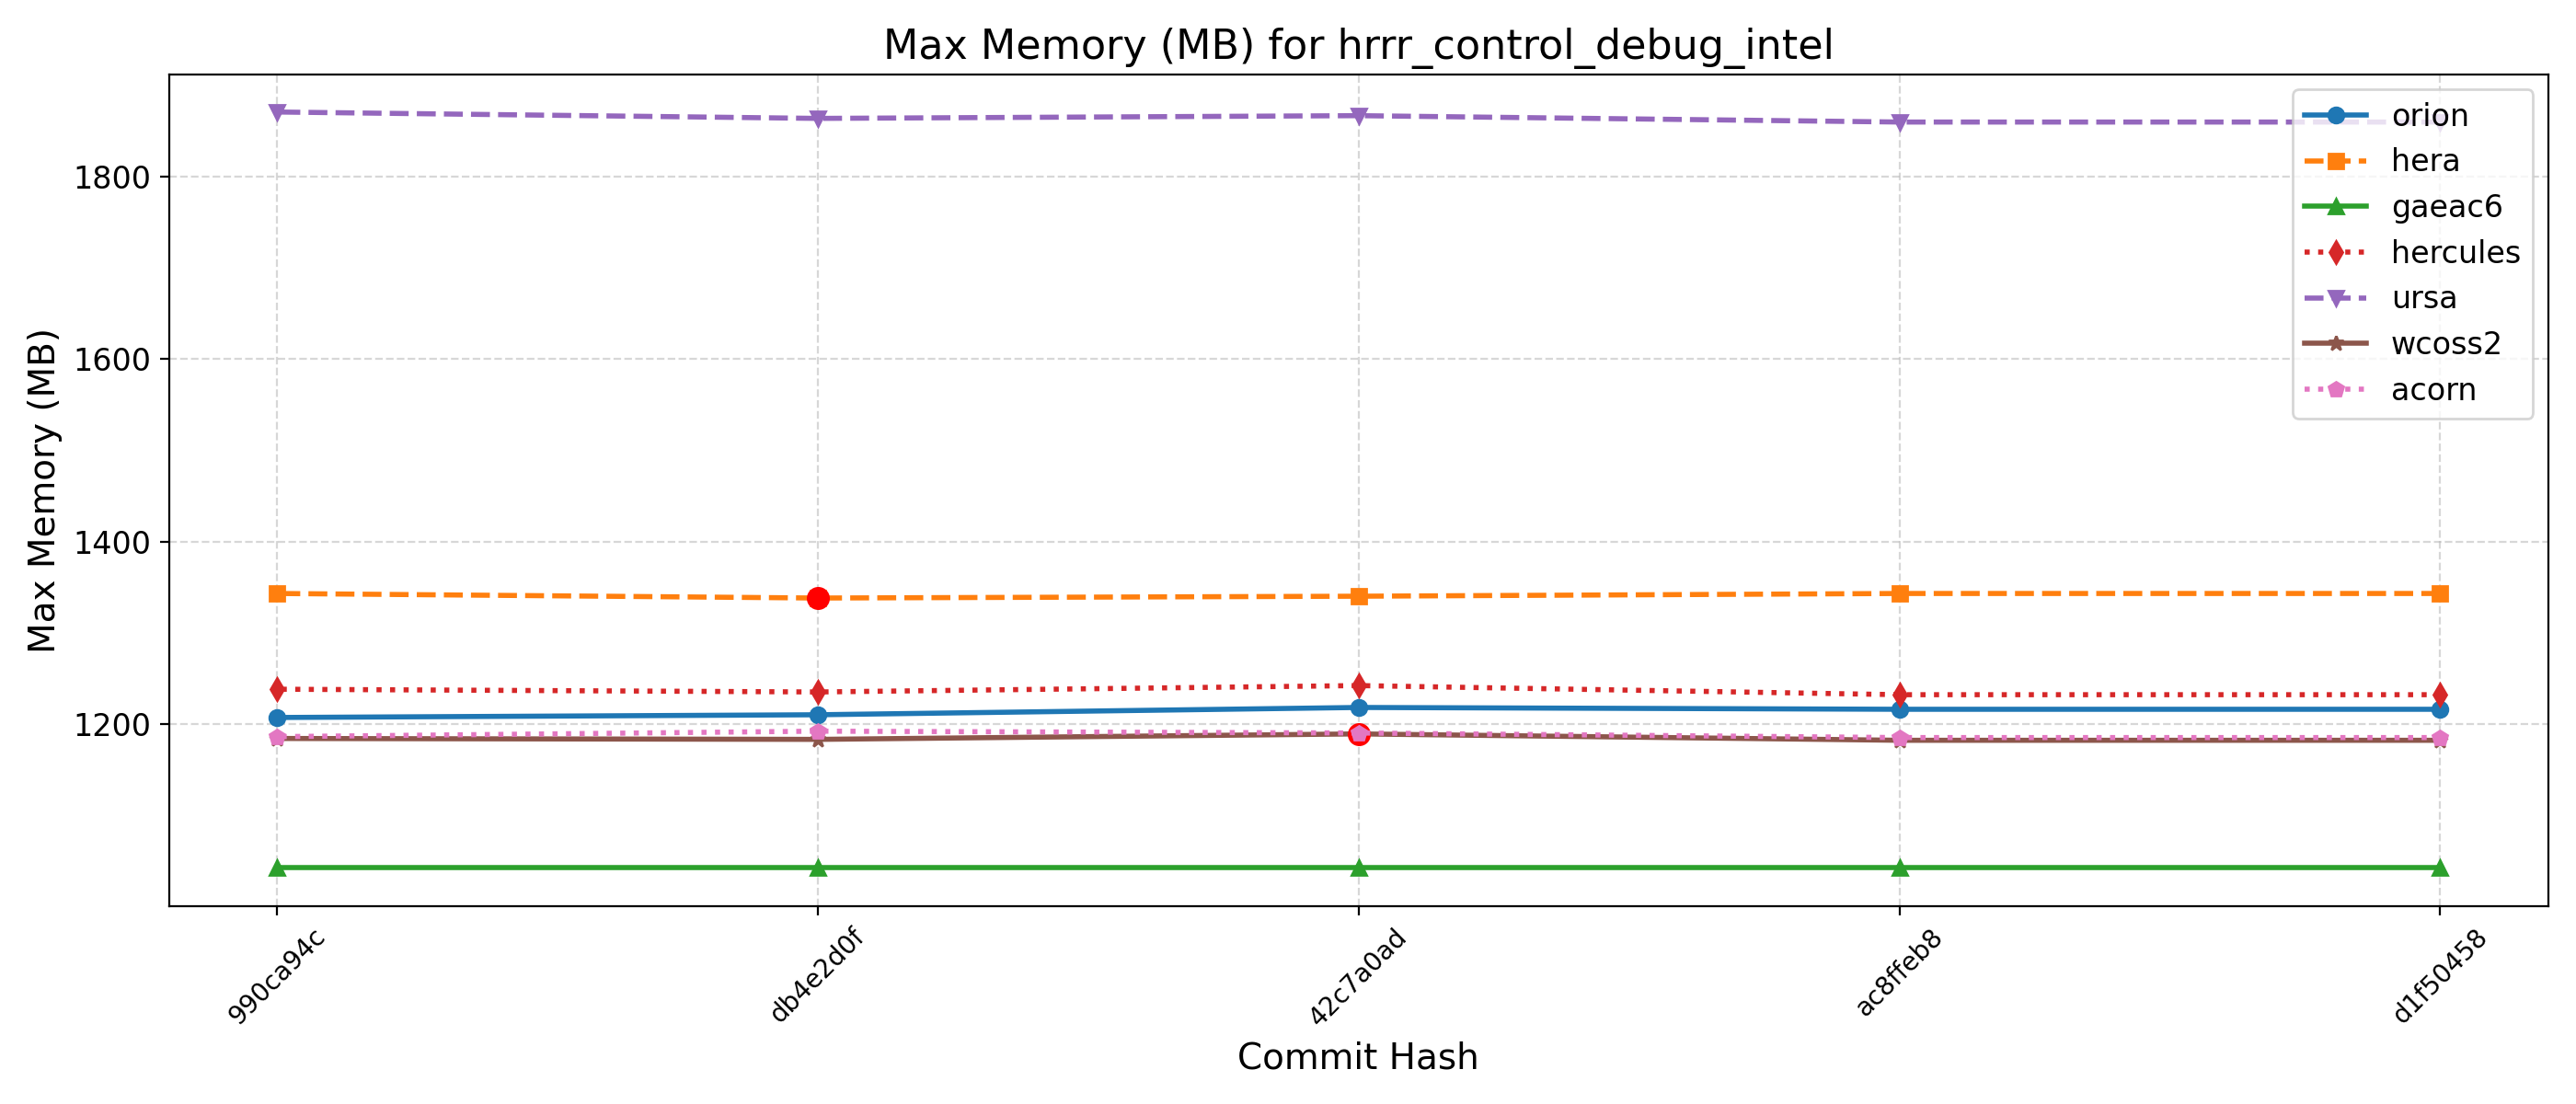 Max Memory (MB) for hrrr_control_debug_intel
Max Memory (MB)
1800
1600
1400
1200
orion
hera
gaeac6
hercules
ursa
wcoss2
acorn
990ca94c
db4e2d0f
42c7a0ad
ac8ffeb8
d1f50458
Commit Hash